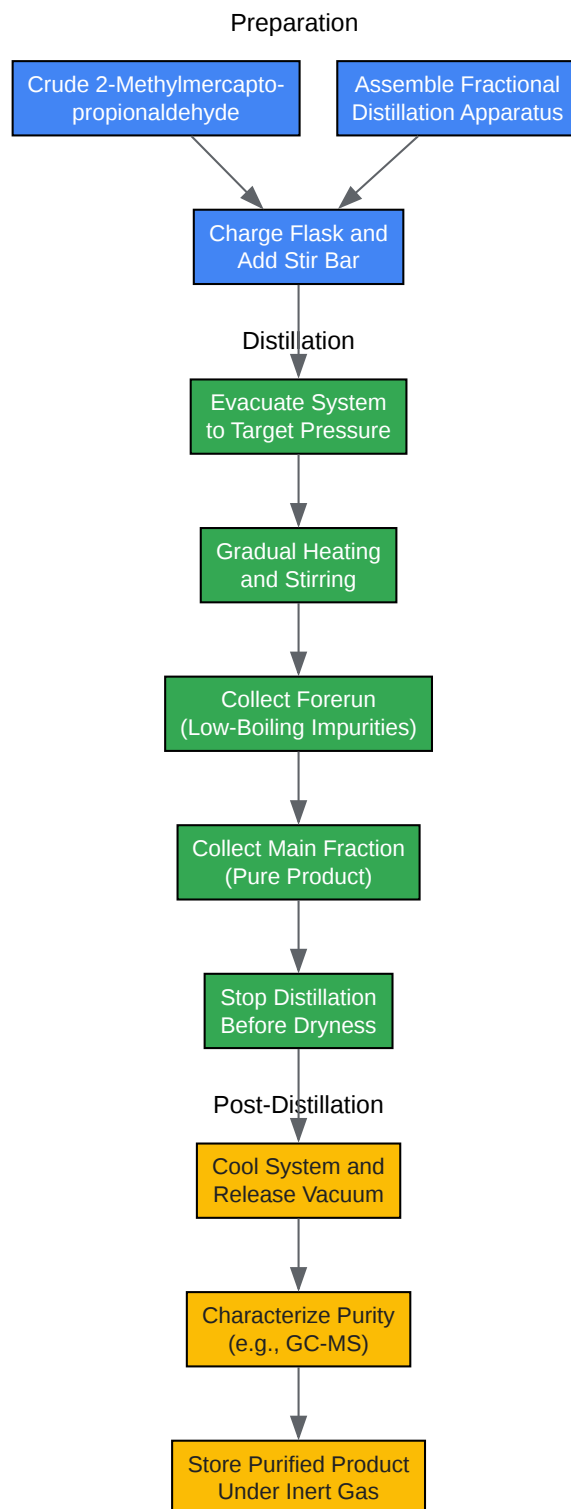 Preparation
Crude 2-Methylmercapto-
propionaldehyde
Assemble Fractional
Distillation Apparatus
Charge Flask and
Add Stir Bar
Distillation
Evacuate System
to Target Pressure
Gradual Heating
and Stirring
Collect Forerun
(Low-Boiling Impurities)
Collect Main Fraction
(Pure Product)
Stop Distillation
Before Dryness
Post-Distillation
Cool System and
Release Vacuum
Characterize Purity
(e.g., GC-MS)
Store Purified Product
Under Inert Gas